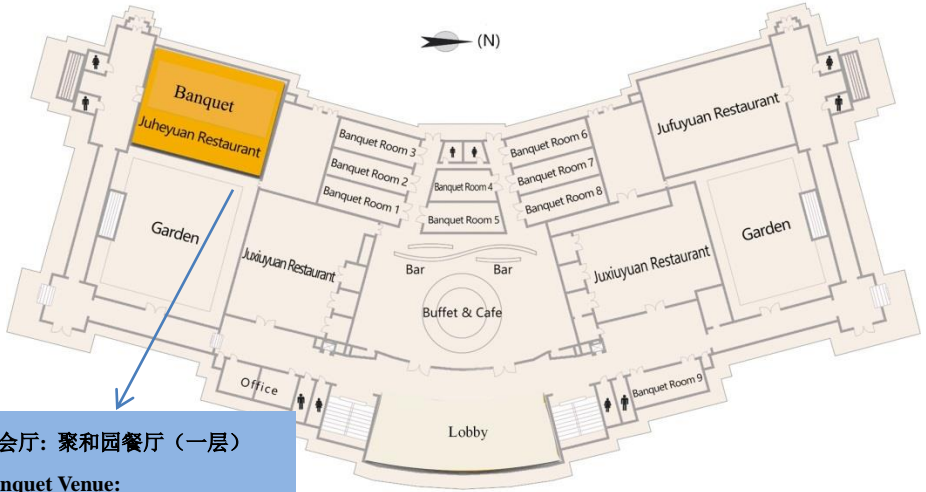 (N)
Banquet
Juheyuan Restaurant
Garden
Juxiuyuan Restaurant
Banquet Room 3
Banquet Room 2
Banquet Room 1
Banquet Room 4
Banquet Room 5
Banquet Room 6
Banquet Room 7
Banquet Room 8
Jufuyuan Restaurant
Juxiuyuan Restaurant
Garden
Bar
Bar
Buffet & Cafe
Office
Banquet Room 9
Lobby
会厅: 聚和园餐厅（一层）
nquet Venue: